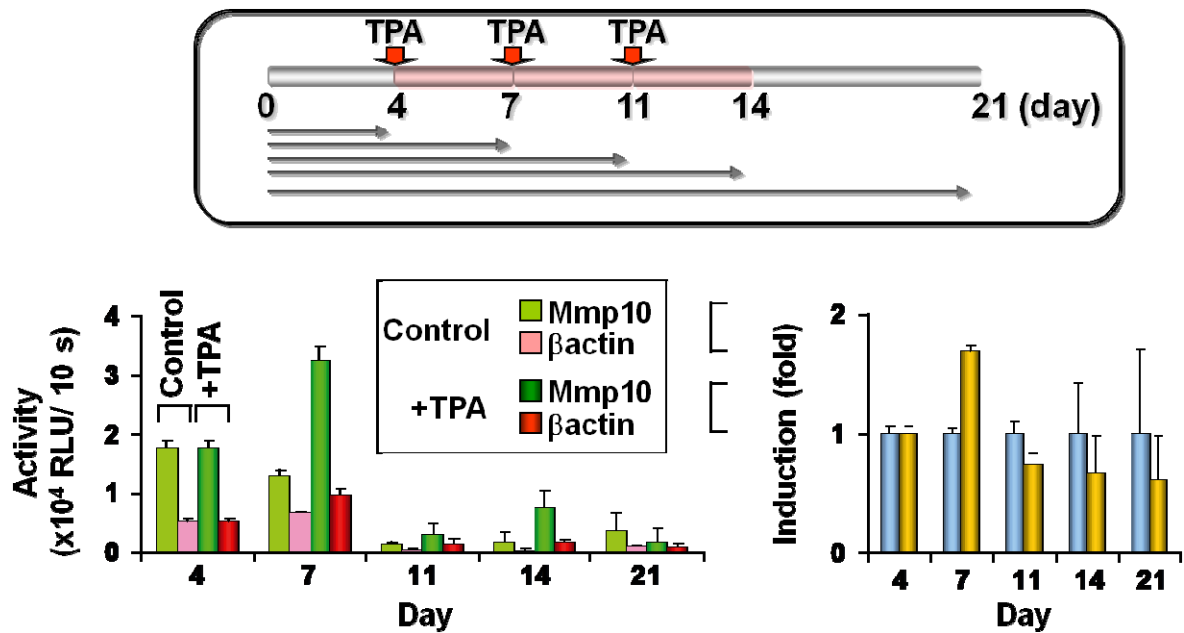 TPA TPA TPA
0 4 7 11 14 21 (day)
Control
+TPA
Activity
(x10⁴ RLU/ 10 s)
4
3
2
1
0
4 7 11 14 21
Day
Control
Mmp10
βactin
+TPA
Mmp10
βactin
Induction (fold)
2
1
0
4 7 11 14 21
Day